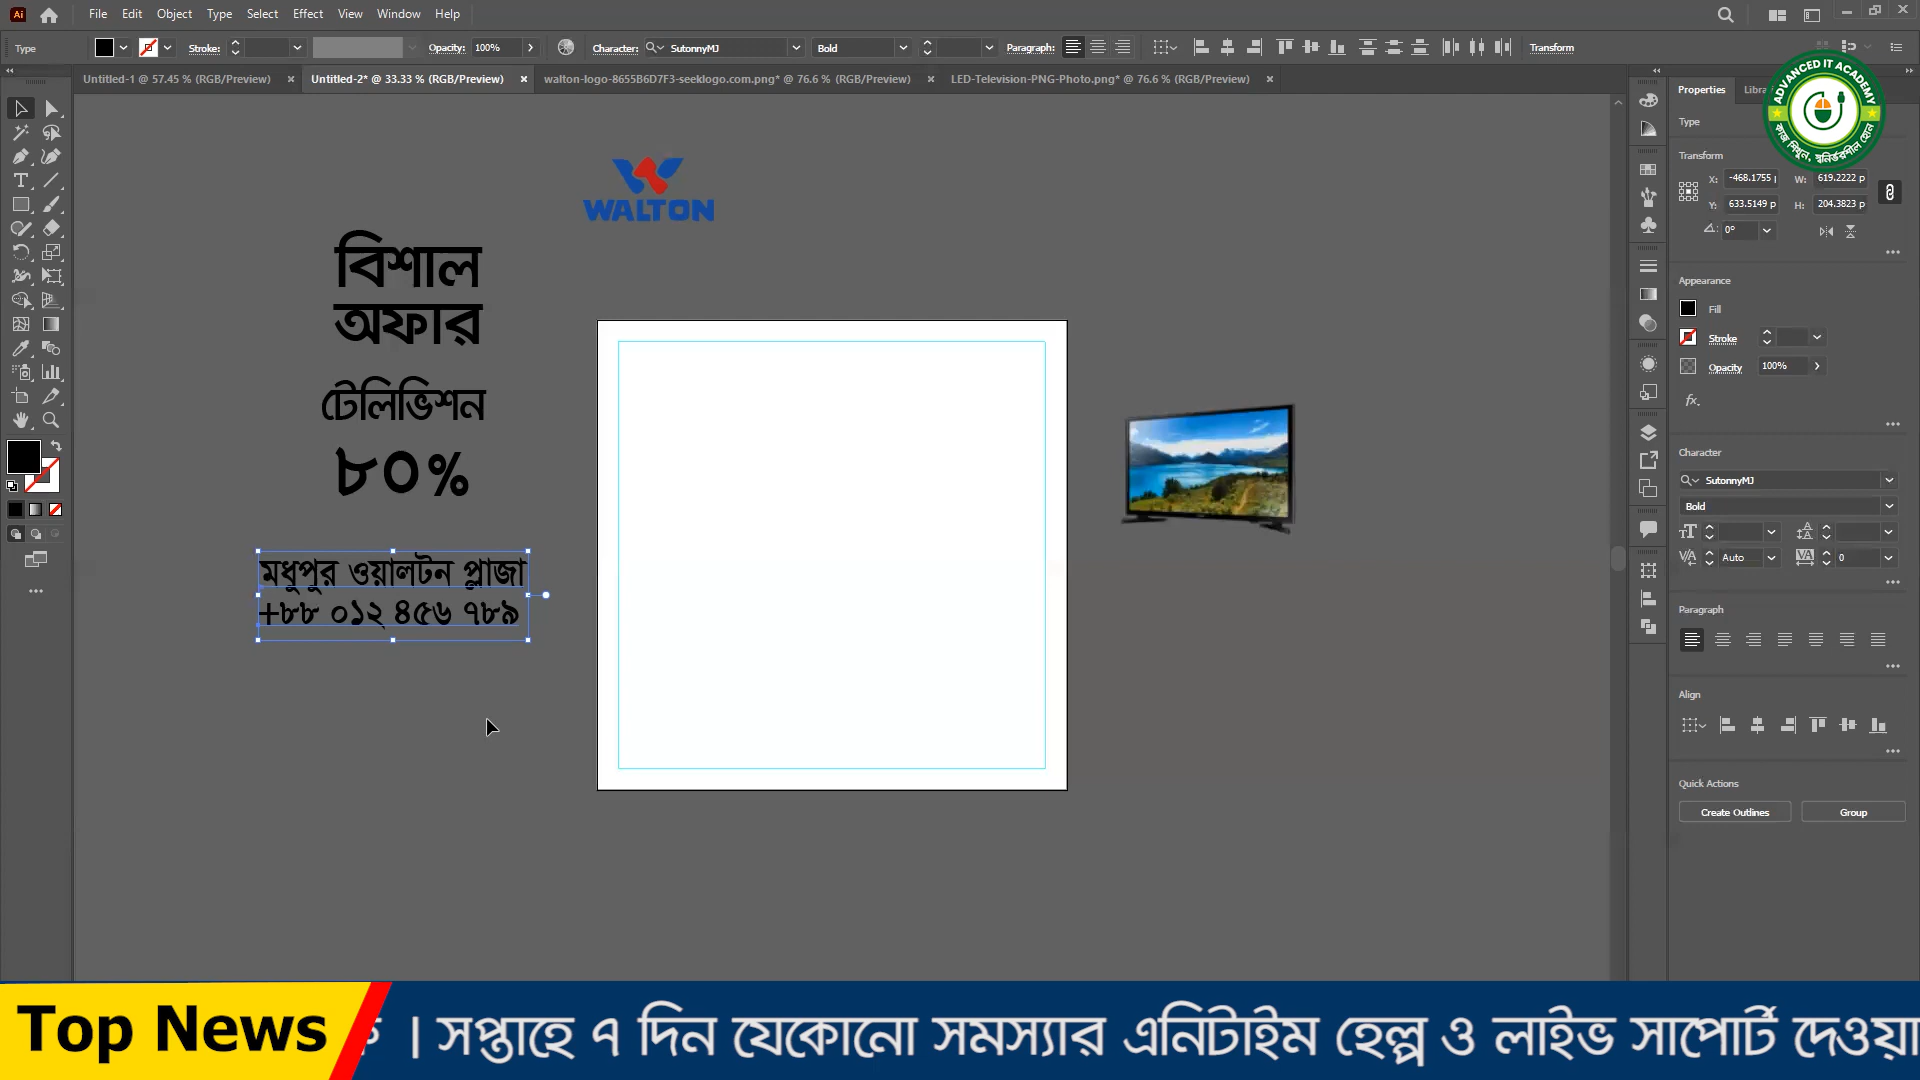 Ai File Edit Object Type Select Effect View Window Help
Type Stroke: Opacity: 100% Character: SutonnyMJ Bold Paragraph: Transform
Untitled-1 @ 57.45 % (RGB/Preview) Untitled-2* @ 33.33 % (RGB/Preview) walton-logo-8655B6D7F3-seeklogo.com.png* @ 76.6 % (RGB/Preview) LED-Television-PNG-Photo.png* @ 76.6 % (RGB/Preview)
ADVANCED IT ACADEMY
কাজ শিখুন, স্বনির্ভরশীল হোন
WALTON
বিশাল
অফার
টেলিভিশন
৮০%
মধুপুর ওয়ালটন প্লাজা
+৮৮ ০১২ ৪৫৬ ৭৮৯
Properties
Type
Transform
X: -468.1755 W: 619.2222 p
Y: 633.5149 p H: 204.3823 p
0°
Appearance
Fill
Stroke
Opacity 100%
fx.
Character
SutonnyMJ
Bold
Auto 0
Paragraph
Align
Quick Actions
Create Outlines Group
Top News । সপ্তাহে ৭ দিন যেকোনো সমস্যার এনিটাইম হেল্প ও লাইভ সাপোর্ট দেওয়া